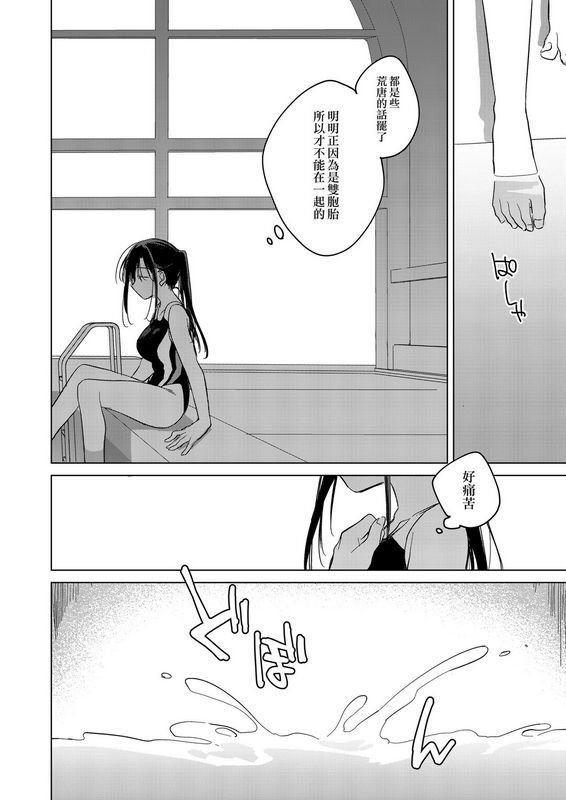 ぱしゃ
都是些
荒唐的話罷了
明明正因為是雙胞胎
所以才不能在一起的
好痛苦
どぼん